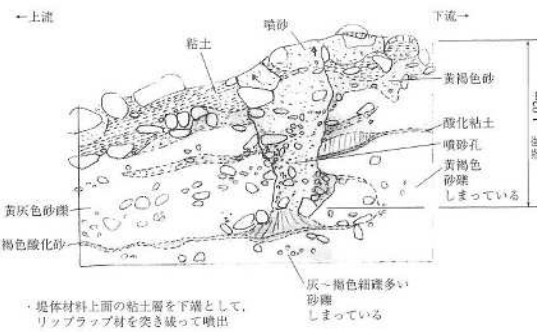 ←上流
下流→
噴砂
粘土
黄褐色砂
酸化粘土
噴砂孔
黄褐色
砂礫
しまっている
黄灰色砂礫
褐色酸化砂
灰〜褐色細礫多い
砂礫
しまっている
・堤体材料上面の粘土層を下端として,
リップラップ材を突き破って噴出